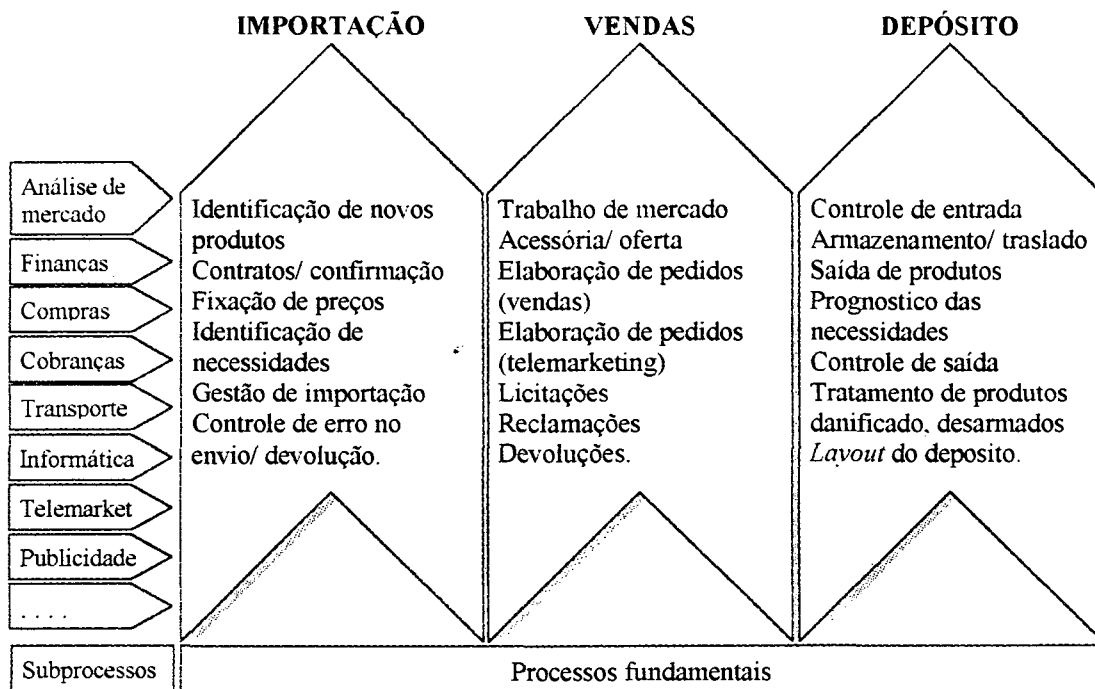 IMPORTAÇÃO
VENDAS
DEPÓSITO
Análise de
mercado
Finanças
Compras
Cobranças
Transporte
Informática
Telemarket
Publicidade
. . . .
Identificação de novos
produtos
Contratos/ confirmação
Fixação de preços
Identificação de
necessidades
Gestão de importação
Controle de erro no
envio/ devolução.
Trabalho de mercado
Acessória/ oferta
Elaboração de pedidos
(vendas)
Elaboração de pedidos
(telemarketing)
Licitações
Reclamações
Devoluções.
Controle de entrada
Armazenamento/ traslado
Saída de produtos
Prognostico das
necessidades
Controle de saída
Tratamento de produtos
danificado, desarmados
Layout do deposito.
Subprocessos
Processos fundamentais